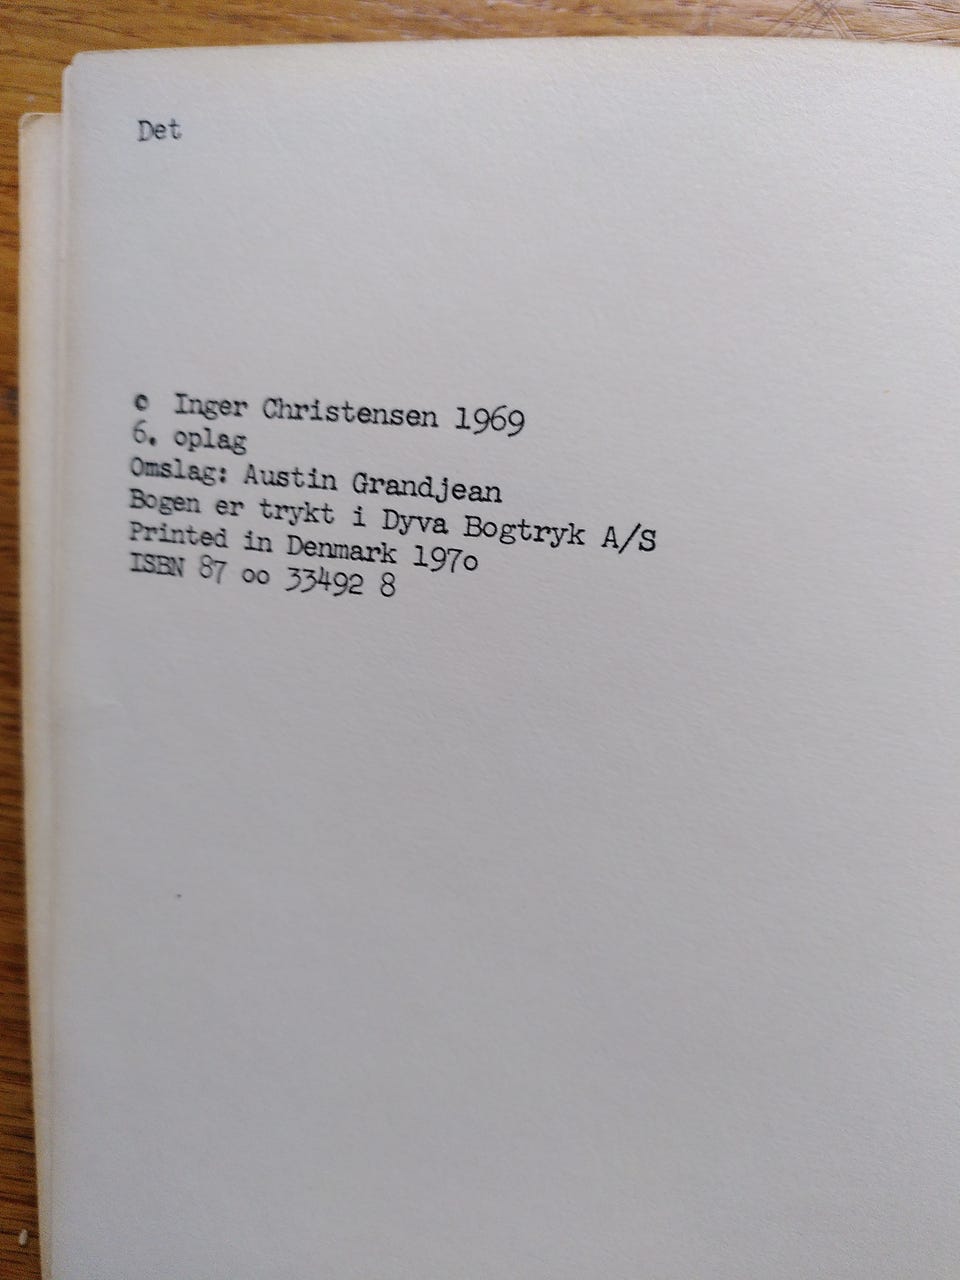 Det
© Inger Christensen 1969
6. oplag
Omslag: Austin Grandjean
Bogen er trykt i Dyva Bogtryk A/S
Printed in Denmark 197o
ISBN 87 oo 33492 8